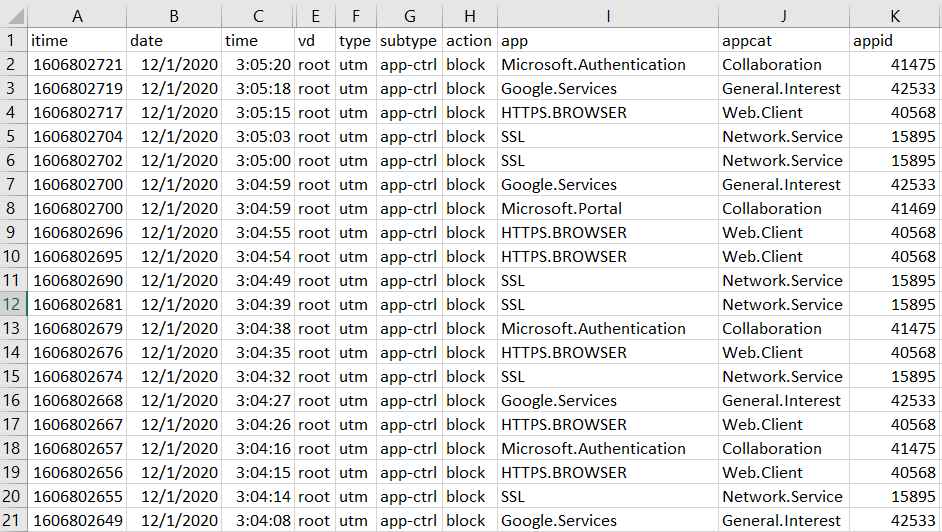 A B C E F G H I J K
1 itime date time vd type subtype action app appcat appid
2 1606802721 12/1/2020 3:05:20 root utm app-ctrl block Microsoft.Authentication Collaboration 41475
3 1606802719 12/1/2020 3:05:18 root utm app-ctrl block Google.Services General.Interest 42533
4 1606802717 12/1/2020 3:05:15 root utm app-ctrl block HTTPS.BROWSER Web.Client 40568
5 1606802704 12/1/2020 3:05:03 root utm app-ctrl block SSL Network.Service 15895
6 1606802702 12/1/2020 3:05:00 root utm app-ctrl block SSL Network.Service 15895
7 1606802700 12/1/2020 3:04:59 root utm app-ctrl block Google.Services General.Interest 42533
8 1606802700 12/1/2020 3:04:59 root utm app-ctrl block Microsoft.Portal Collaboration 41469
9 1606802696 12/1/2020 3:04:55 root utm app-ctrl block HTTPS.BROWSER Web.Client 40568
10 1606802695 12/1/2020 3:04:54 root utm app-ctrl block HTTPS.BROWSER Web.Client 40568
11 1606802690 12/1/2020 3:04:49 root utm app-ctrl block SSL Network.Service 15895
12 1606802681 12/1/2020 3:04:39 root utm app-ctrl block SSL Network.Service 15895
13 1606802679 12/1/2020 3:04:38 root utm app-ctrl block Microsoft.Authentication Collaboration 41475
14 1606802676 12/1/2020 3:04:35 root utm app-ctrl block HTTPS.BROWSER Web.Client 40568
15 1606802674 12/1/2020 3:04:32 root utm app-ctrl block SSL Network.Service 15895
16 1606802668 12/1/2020 3:04:27 root utm app-ctrl block Google.Services General.Interest 42533
17 1606802667 12/1/2020 3:04:26 root utm app-ctrl block HTTPS.BROWSER Web.Client 40568
18 1606802657 12/1/2020 3:04:16 root utm app-ctrl block Microsoft.Authentication Collaboration 41475
19 1606802656 12/1/2020 3:04:15 root utm app-ctrl block HTTPS.BROWSER Web.Client 40568
20 1606802655 12/1/2020 3:04:14 root utm app-ctrl block SSL Network.Service 15895
21 1606802649 12/1/2020 3:04:08 root utm app-ctrl block Google.Services General.Interest 42533